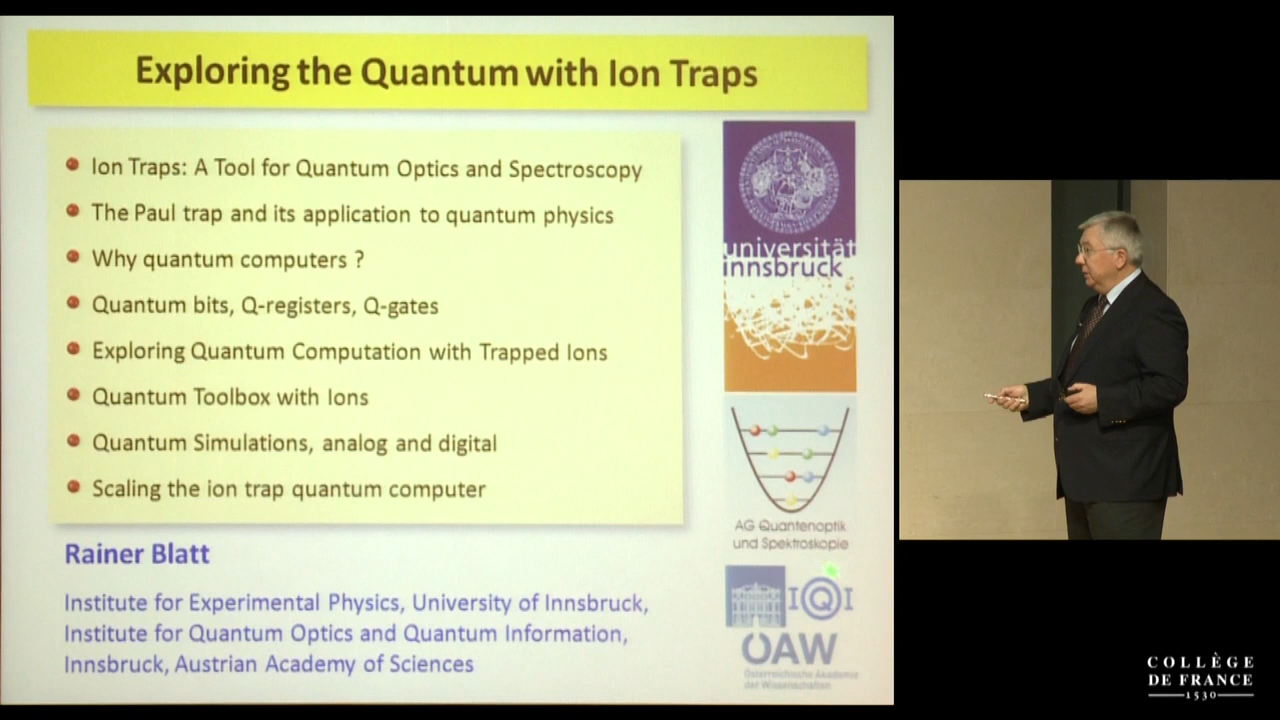 Exploring the Quantum with Ion Traps
Ion Traps: A Tool for Quantum Optics and Spectroscopy
The Paul trap and its application to quantum physics
Why quantum computers ?
Quantum bits, Q-registers, Q-gates
Exploring Quantum Computation with Trapped Ions
Quantum Toolbox with Ions
Quantum Simulations, analog and digital
Scaling the ion trap quantum computer
Rainer Blatt
Institute for Experimental Physics, University of Innsbruck,
Institute for Quantum Optics and Quantum Information,
Innsbruck, Austrian Academy of Sciences
universität
innsbruck
AG Quantenoptik
und Spektroskopie
IQI
ÖAW
Österreichische Akademie
der Wissenschaften
COLLÈGE
DE FRANCE
1530